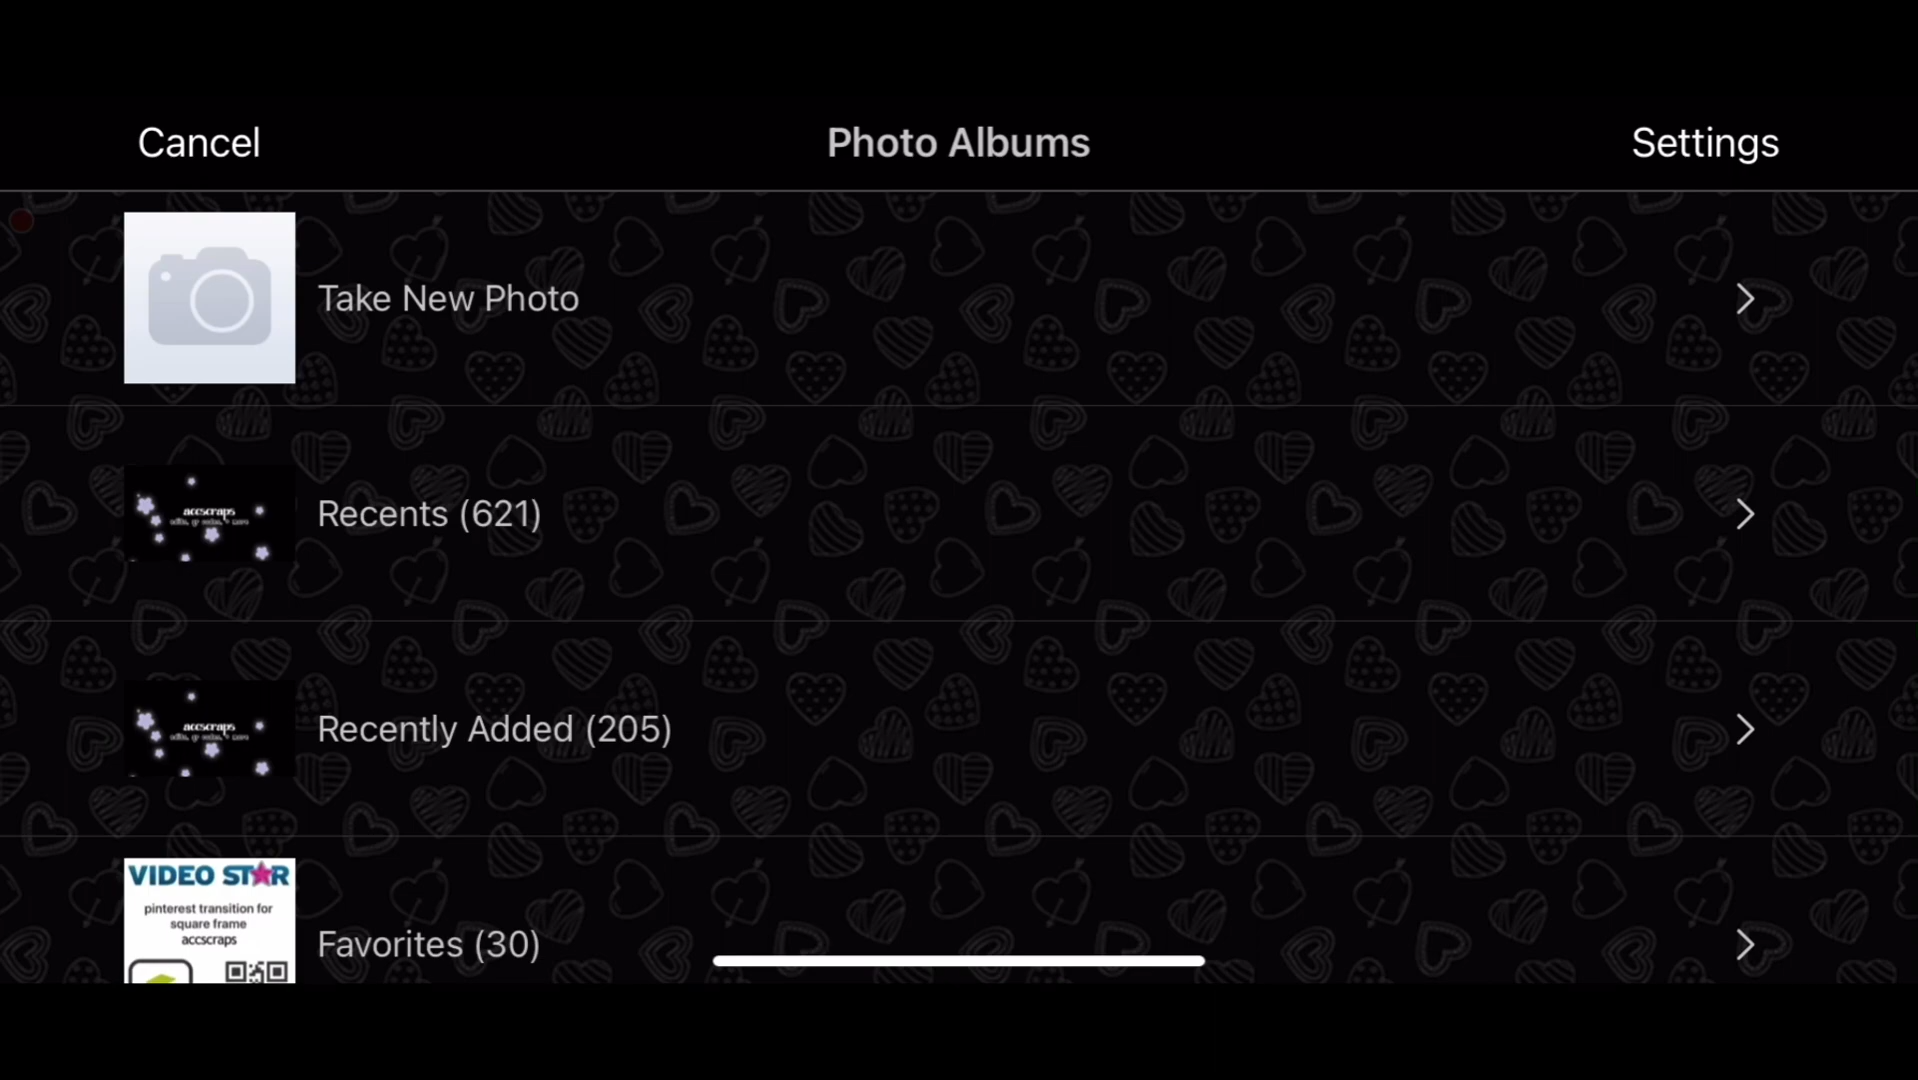 Cancel
Photo Albums
Settings
Take New Photo
accscraps
Recents (621)
accscraps
Recently Added (205)
VIDEO STAR
pinterest transition for
square frame
accscraps
Favorites (30)